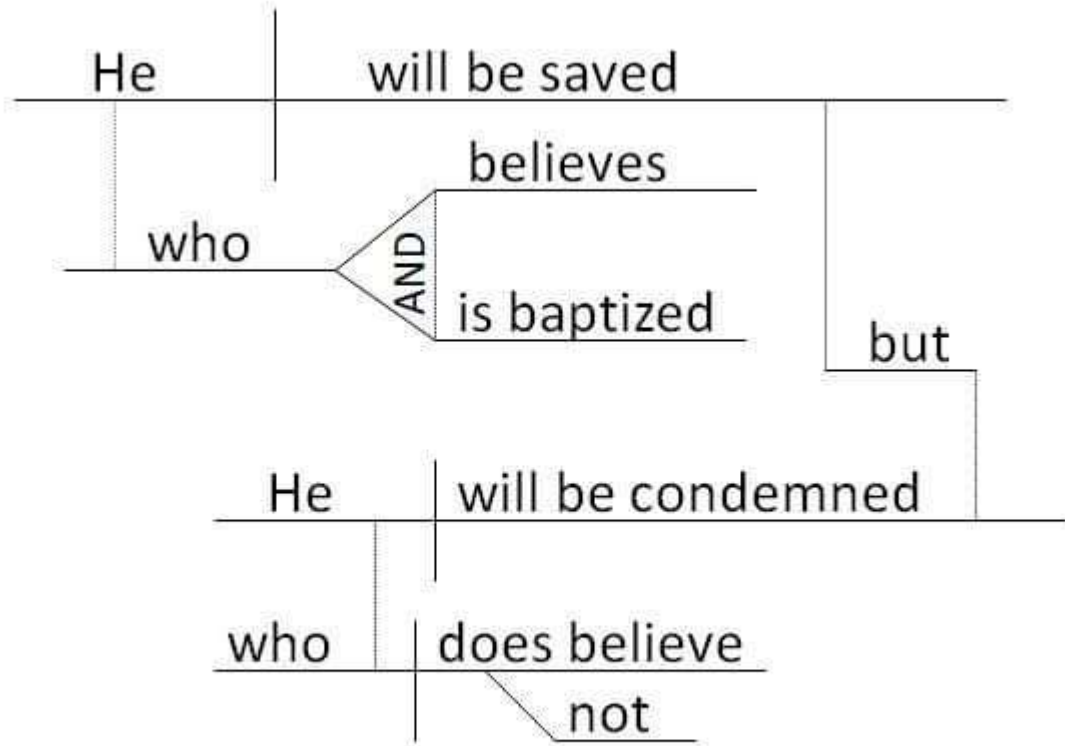 He will be saved
believes
who
AND
is baptized
but
He will be condemned
who does believe
not